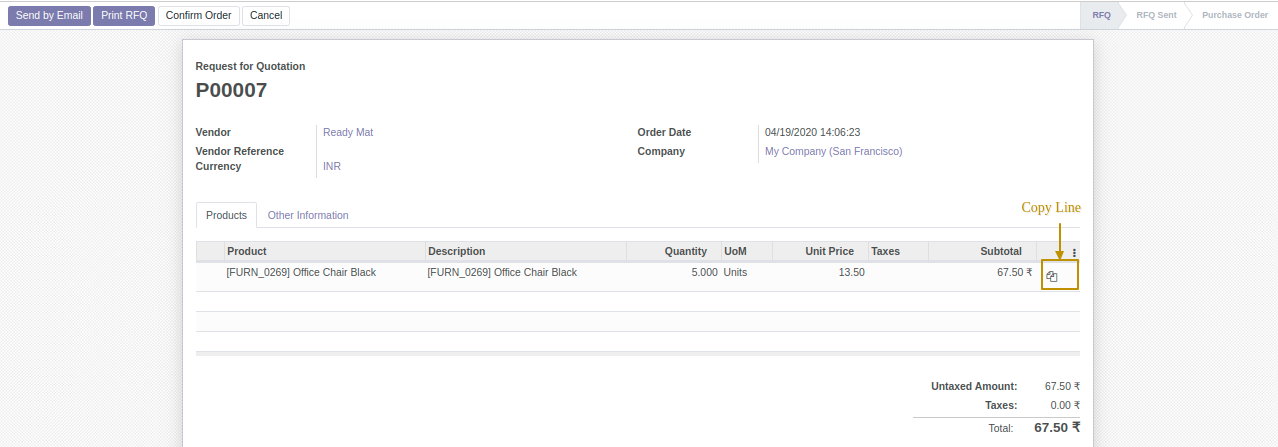 Send by Email Print RFQ Confirm Order Cancel RFQ RFQ Sent Purchase Order
Request for Quotation
P00007
Vendor Ready Mat Order Date 04/19/2020 14:06:23
Vendor Reference Company My Company (San Francisco)
Currency INR
Copy Line
Products Other Information
Product Description Quantity UoM Unit Price Taxes Subtotal
[FURN_0269] Office Chair Black [FURN_0269] Office Chair Black 5.000 Units 13.50 67.50 ₹
Untaxed Amount: 67.50 ₹
Taxes: 0.00 ₹
Total: 67.50 ₹